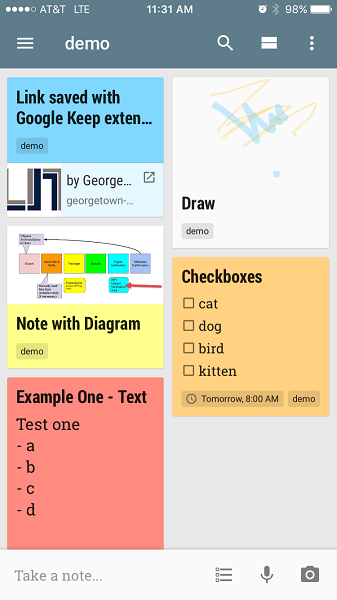 AT&T LTE 11:31 AM 98%
demo
Link saved with
Google Keep exten...
demo
by George...
georgetown-...
Note with Diagram
demo
Example One - Text
Test one
- a
- b
- c
- d
Draw
demo
Checkboxes
cat
dog
bird
kitten
Tomorrow, 8:00 AM demo
Take a note...